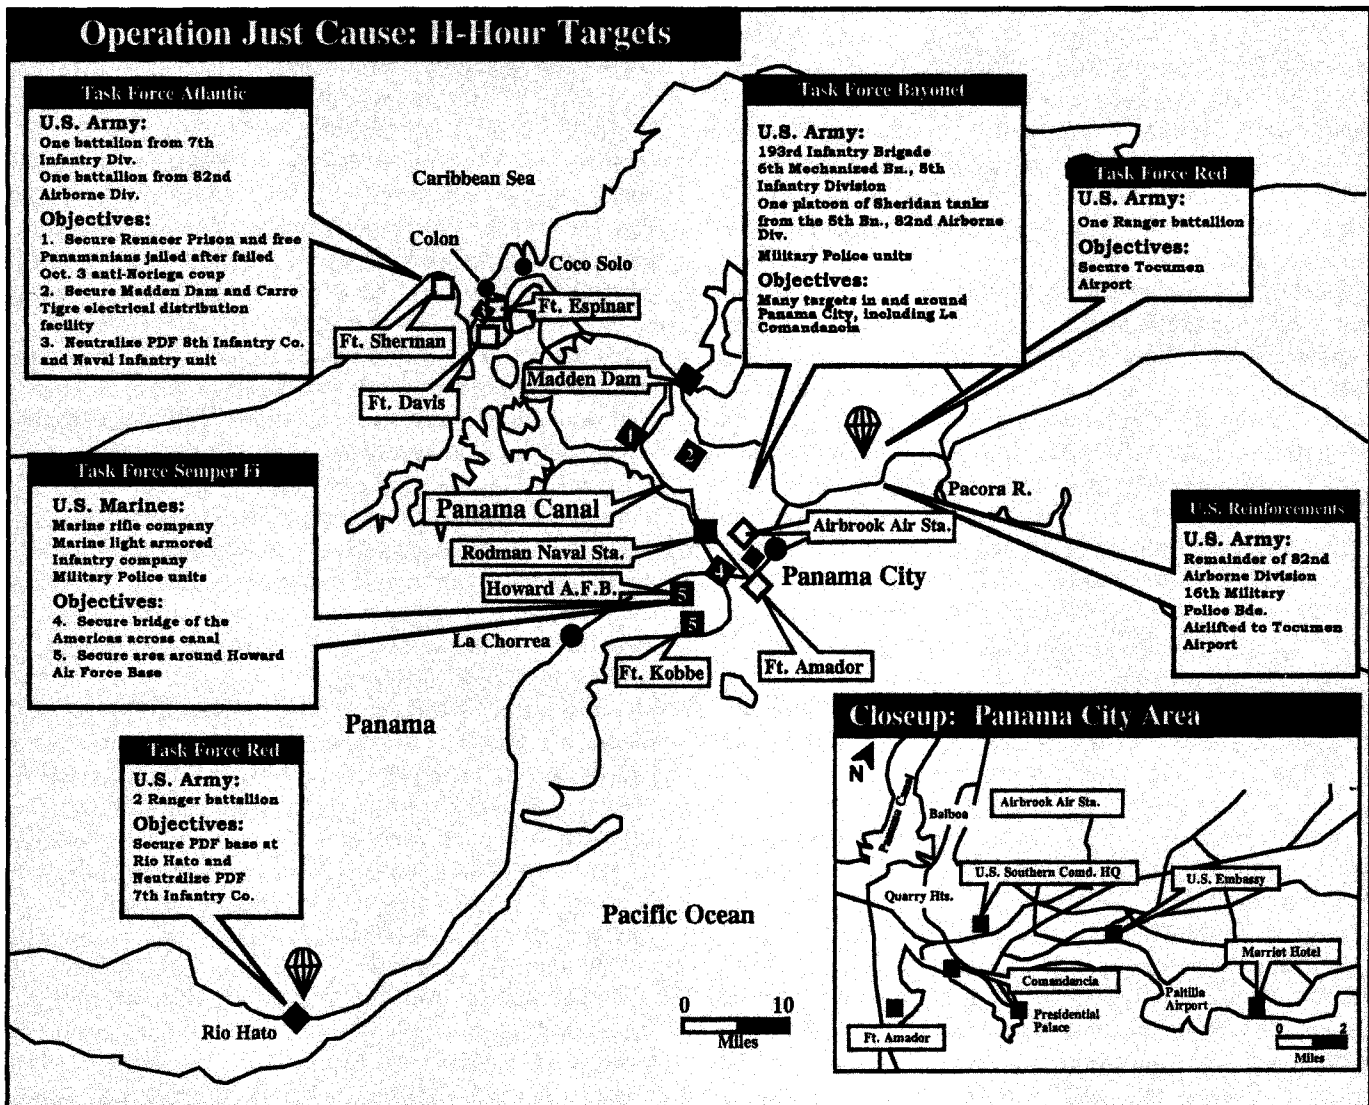 Operation Just Cause: H-Hour Targets
Task Force Atlantic
U.S. Army:
One battalion from 7th
Infantry Div.
One battallion from 82nd
Airborne Div.
Objectives:
1. Secure Renacer Prison and free
Panamanians jailed after failed
Oct. 3 anti-Noriega coup
2. Secure Madden Dam and Carro
Tigre electrical distribution
facility
3. Neutralize PDF 8th Infantry Co.
and Naval Infantry unit
Task Force Bayonet
U.S. Army:
193rd Infantry Brigade
6th Mechanized Bn., 5th
Infantry Division
One platoon of Sheridan tanks
from the 5th Bn., 82nd Airborne
Div.
Military Police units
Objectives:
Many targets in and around
Panama City, including La
Comandancia
Task Force Red
U.S. Army:
One Ranger battallion
Objectives:
Secure Tocumen
Airport
Caribbean Sea
Colon
Coco Solo
Ft. Espinar
Ft. Sherman
Ft. Davis
Madden Dam
1
2
Task Force Semper Fi
U.S. Marines:
Marine rifle company
Marine light armored
Infantry company
Military Police units
Objectives:
4. Secure bridge of the
Americas across canal
5. Secure area around Howard
Air Force Base
Panama Canal
Pacora R.
Rodman Naval Sta.
Airbrook Air Sta.
Howard A.F.B.
4
5
5
Panama City
La Chorrea
Ft. Kobbe
Ft. Amador
U.S. Reinforcements
U.S. Army:
Remainder of 82nd
Airborne Division
16th Military
Police Bde.
Airlifted to Tocumen
Airport
Panama
Task Force Red
U.S. Army:
2 Ranger battallion
Objectives:
Secure PDF base at
Rio Hato and
Neutralize PDF
7th Infantry Co.
Rio Hato
Pacific Ocean
0 10
Miles
Closeup: Panama City Area
N
Balboa
Airbrook Air Sta.
U.S. Southern Comd. HQ
U.S. Embassy
Quarry Hts.
Marriot Hotel
Comandancia
Paitilla
Airport
Presidential
Palace
Ft. Amador
0 2
Miles